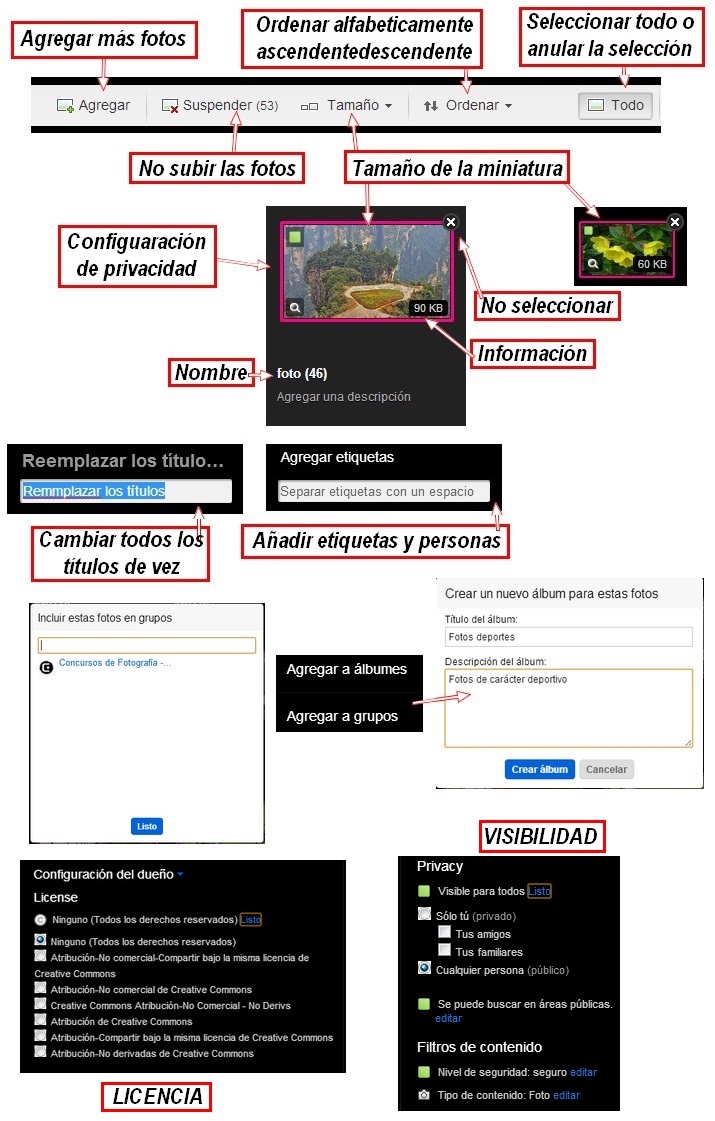 Agregar más fotos
Ordenar alfabeticamente
ascendentedescendente
Seleccionar todo o
anular la selección
Agregar
Suspender (53)
Tamaño
Ordenar
Todo
No subir las fotos
Tamaño de la miniatura
Configuaración
de privacidad
90 KB
60 KB
No seleccionar
Información
Nombre
foto (46)
Agregar una descripción
Reemplazar los título...
Remmplazar los títulos
Agregar etiquetas
Separar etiquetas con un espacio
Cambiar todos los
títulos de vez
Añadir etiquetas y personas
Incluir estas fotos en grupos
Concursos de Fotografía -...
Listo
Agregar a álbumes
Agregar a grupos
Crear un nuevo álbum para estas fotos
Título del álbum:
Fotos deportes
Descripción del álbum:
Fotos de carácter deportivo
Crear álbum
Cancelar
VISIBILIDAD
Configuración del dueño
License
Ninguno (Todos los derechos reservados) Listo
Ninguno (Todos los derechos reservados)
Atribución-No comercial-Compartir bajo la misma licencia de
Creative Commons
Atribución-No comercial de Creative Commons
Creative Commons Atribución-No Comercial - No Derivs
Atribución de Creative Commons
Atribución-Compartir bajo la misma licencia de Creative Commons
Atribución-No derivadas de Creative Commons
LICENCIA
Privacy
Visible para todos Listo
Sólo tú (privado)
Tus amigos
Tus familiares
Cualquier persona (público)
Se puede buscar en áreas públicas.
editar
Filtros de contenido
Nivel de seguridad: seguro editar
Tipo de contenido: Foto editar